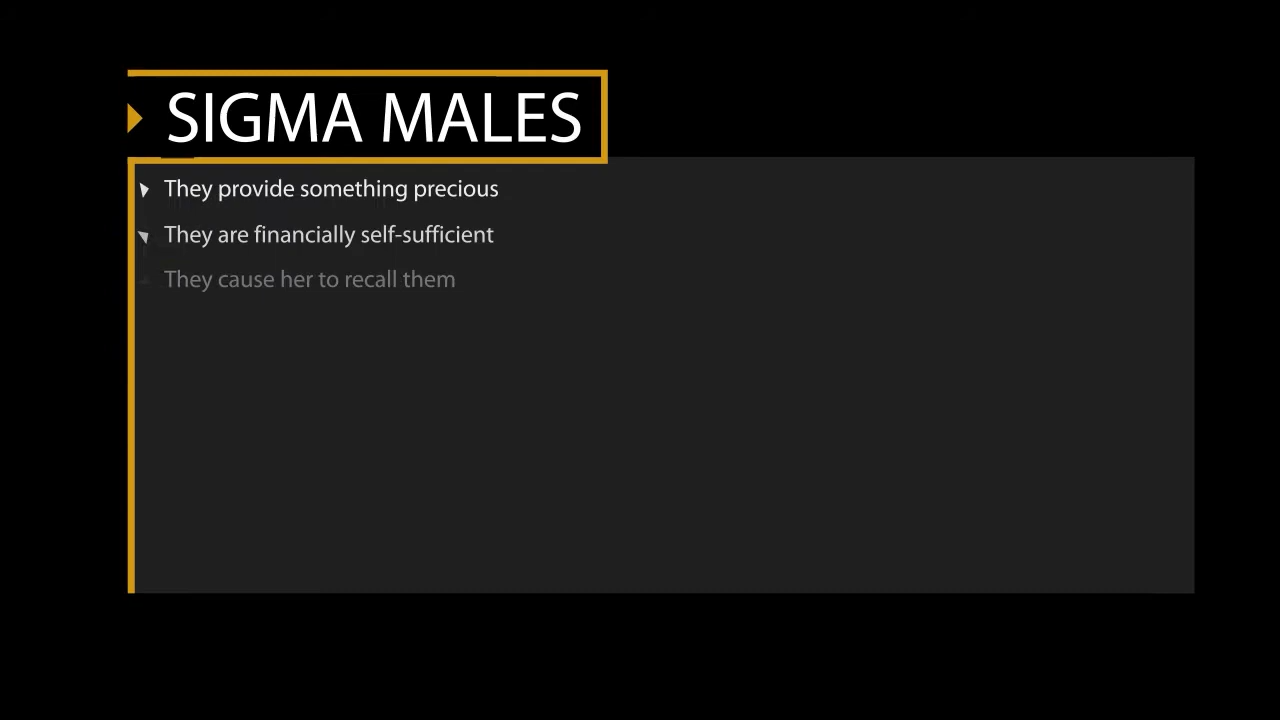 SIGMA MALES
They provide something precious
They are financially self-sufficient
They cause her to recall them